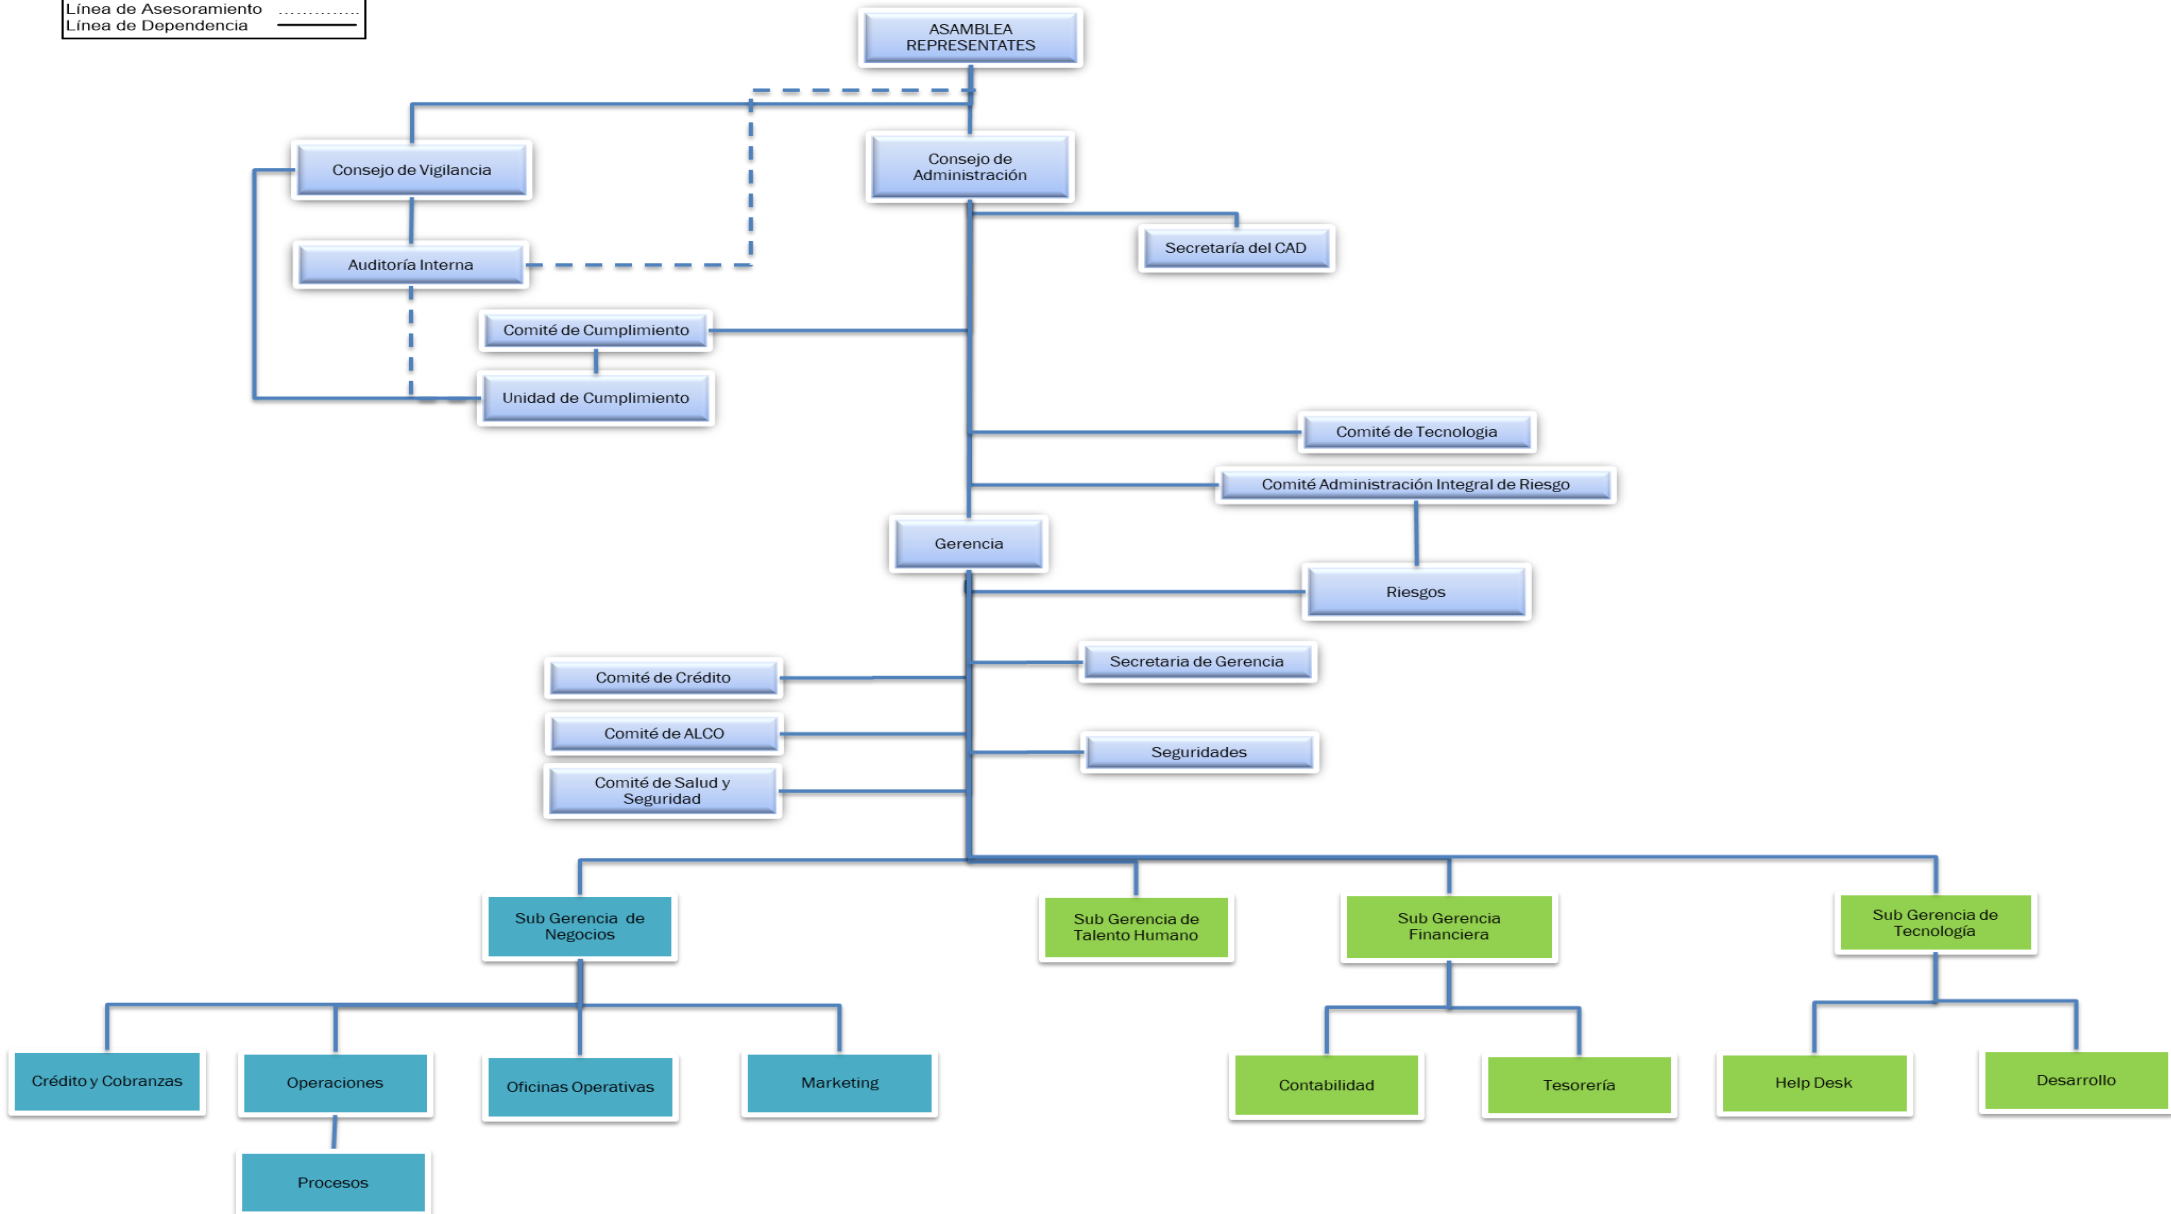 Línea de Asesoramiento ..............
Línea de Dependencia
ASAMBLEA
REPRESENTATES
Consejo de Vigilancia
Consejo de
Administración
Secretaría del CAD
Auditoría Interna
Comité de Cumplimiento
Unidad de Cumplimiento
Comité de Tecnologia
Comité Administración Integral de Riesgo
Gerencia
Riesgos
Secretaria de Gerencia
Comité de Crédito
Comité de ALCO
Seguridades
Comité de Salud y
Seguridad
Sub Gerencia de
Negocios
Sub Gerencia de
Talento Humano
Sub Gerencia
Financiera
Sub Gerencia de
Tecnología
Crédito y Cobranzas
Operaciones
Oficinas Operativas
Marketing
Contabilidad
Tesorería
Help Desk
Desarrollo
Procesos